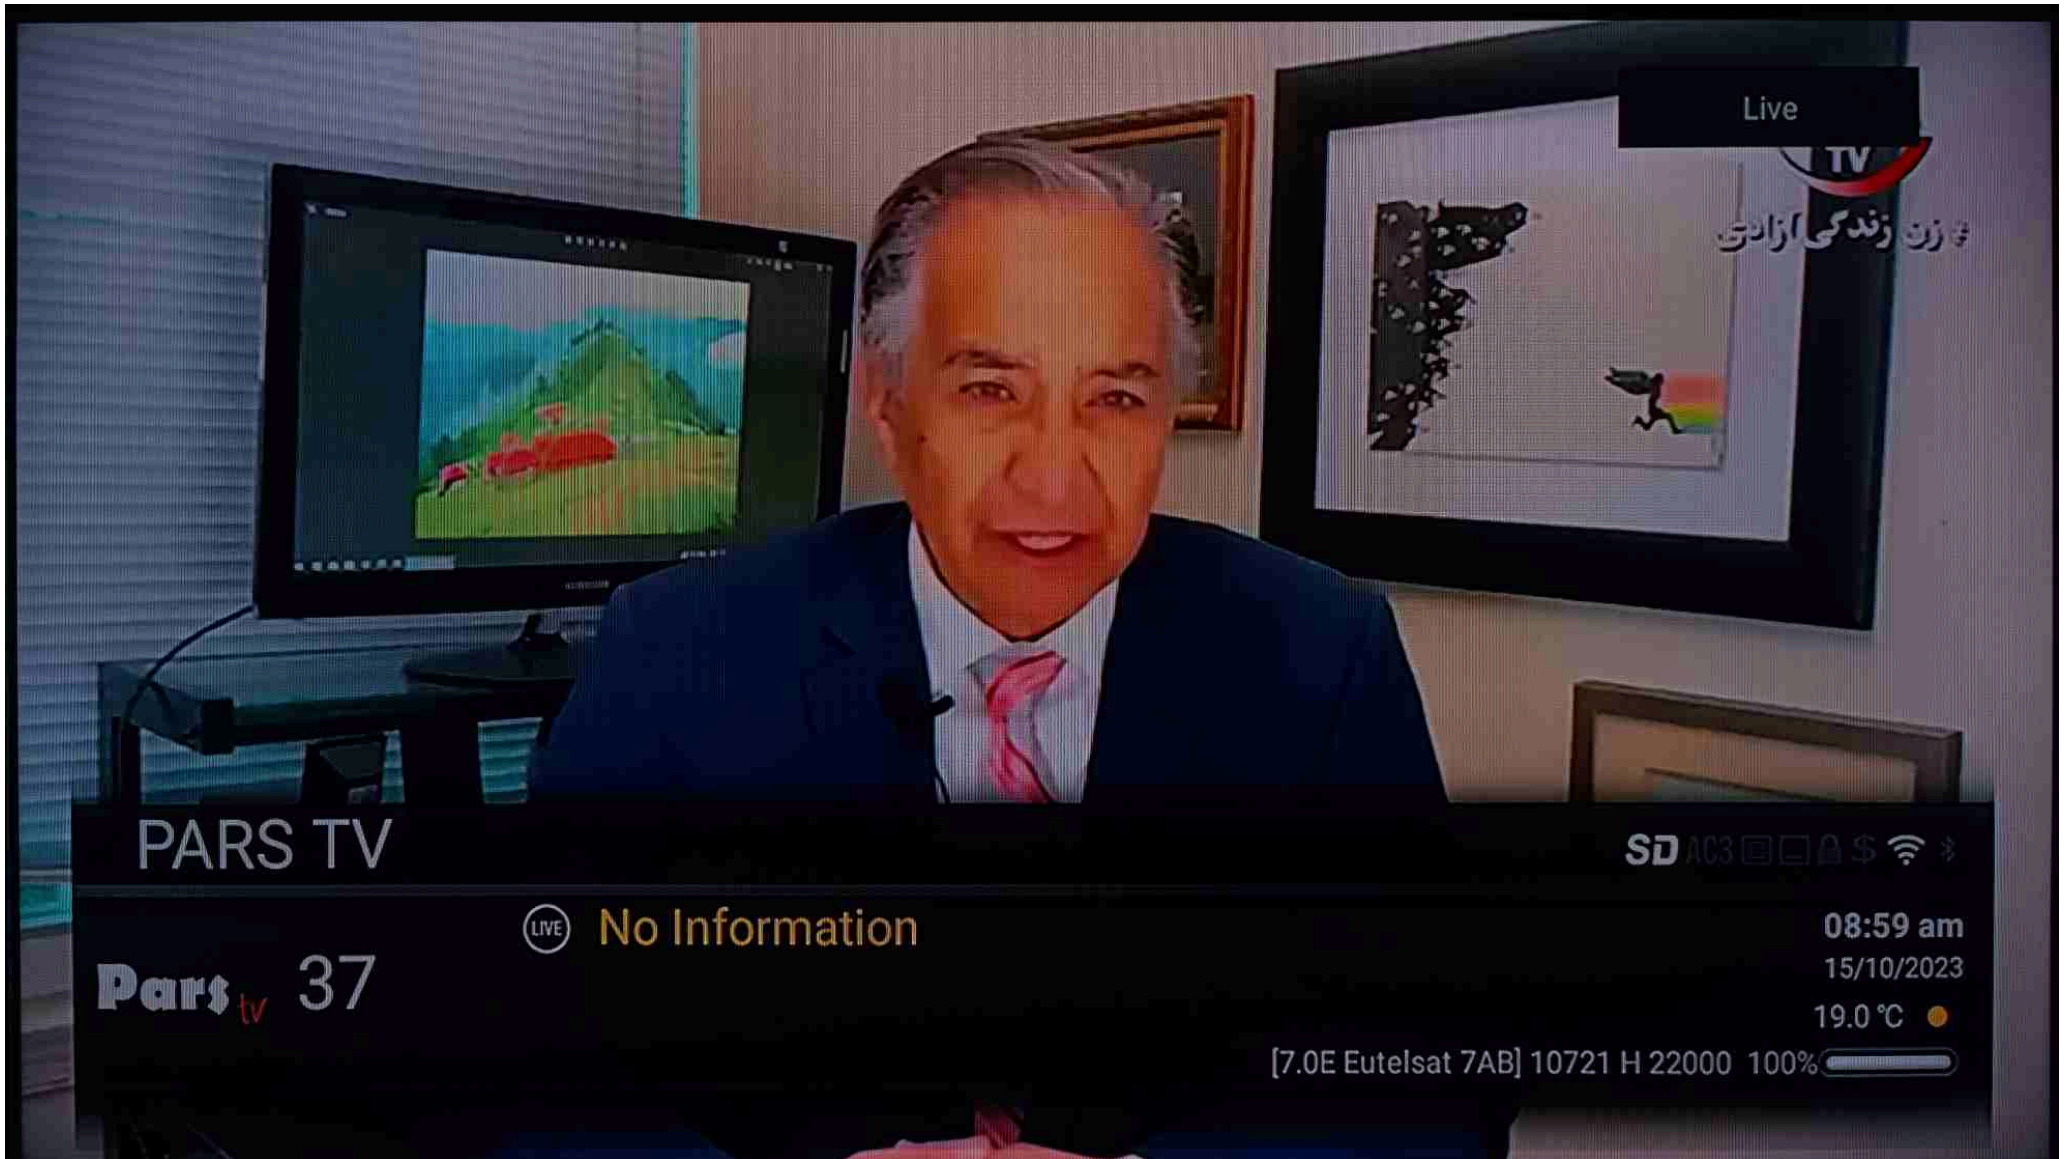 Live
TV
# زن زندگی آزادی
PARS TV
SD AC3 $
LIVE No Information
08:59 am
Pars tv 37
15/10/2023
19.0 °C
[7.0E Eutelsat 7AB] 10721 H 22000 100%